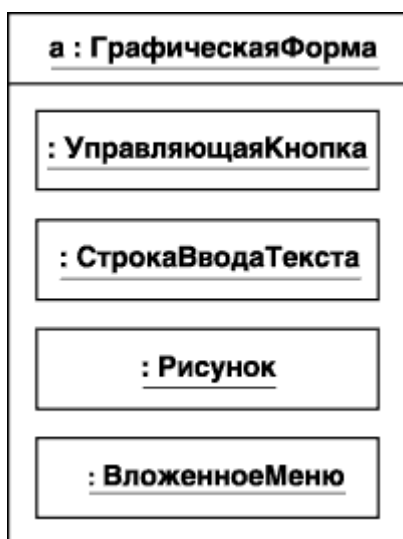 а : ГрафическаяФорма
: УправляющаяКнопка
: СтрокаВводаТекста
: Рисунок
: ВложенноеМеню